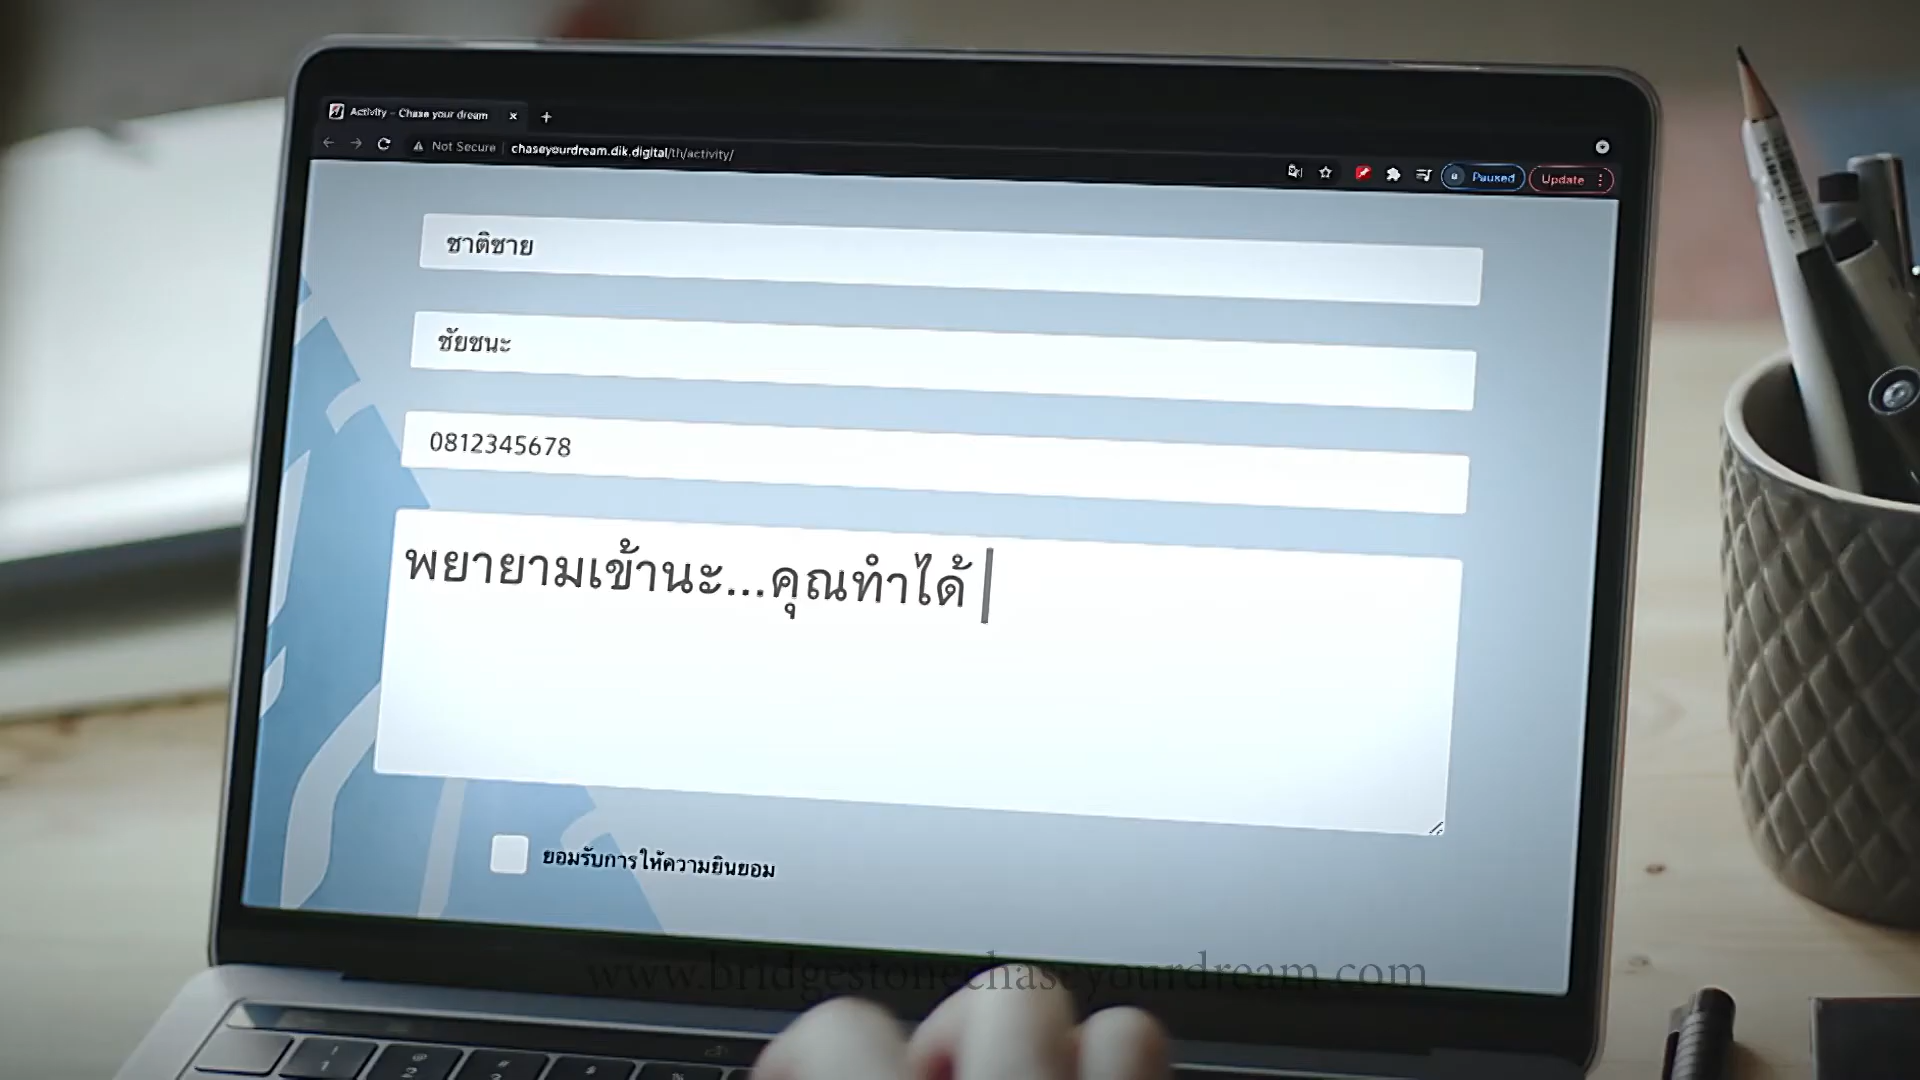 Activity – Chase your dream
Not Secure chaseyourdream.dik.digital/th/activity/
Paused
Update
ชาติชาย
ชัยชนะ
0812345678
พยายามเข้านะ...คุณทำได้
ยอมรับการให้ความยินยอม
www.bridgestonechaseyourdream.com